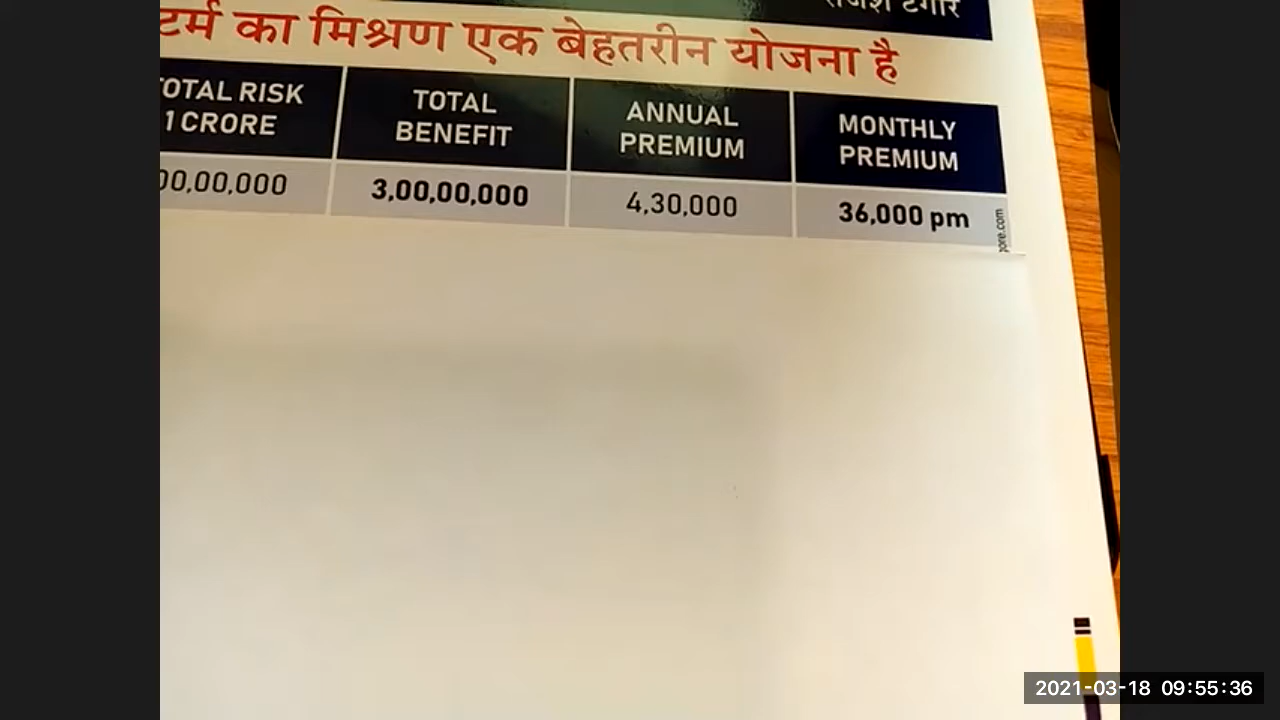 टर्म का मिश्रण एक बेहतरीन योजना है
TOTAL RISK
1 CRORE
TOTAL
BENEFIT
ANNUAL
PREMIUM
MONTHLY
PREMIUM
00,00,000
3,00,00,000
4,30,000
36,000 pm
2021-03-18 09:55:36